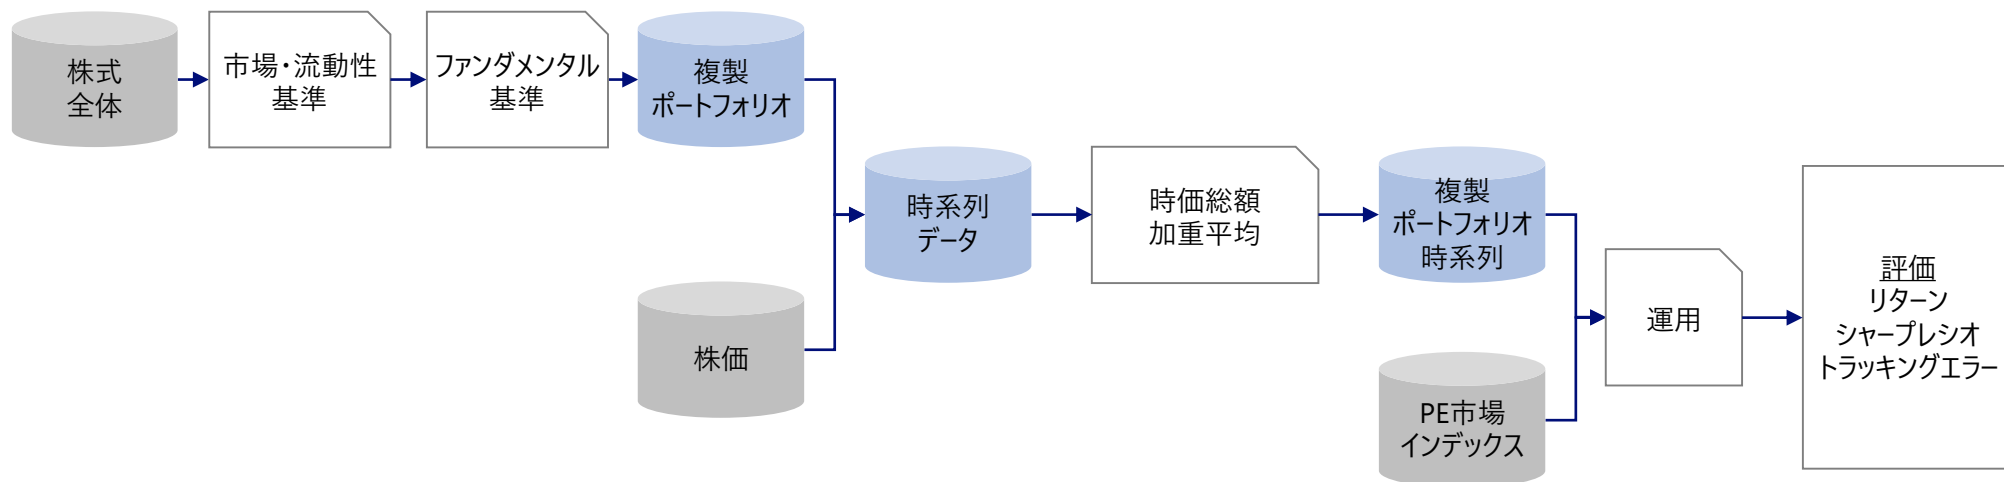 株式
全体
市場・流動性
基準
ファンダメンタル
基準
複製
ポートフォリオ
株価
時系列
データ
時価総額
加重平均
複製
ポートフォリオ
時系列
PE市場
インデックス
運用
評価
リターン
シャープレシオ
トラッキングエラー